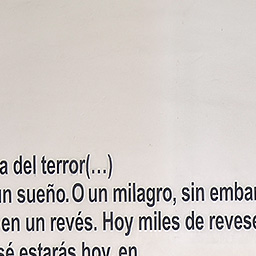 a del terror(...)
un sueño. O un milagro, sin embar
en un revés. Hoy miles de revese
sé estarás hoy, en